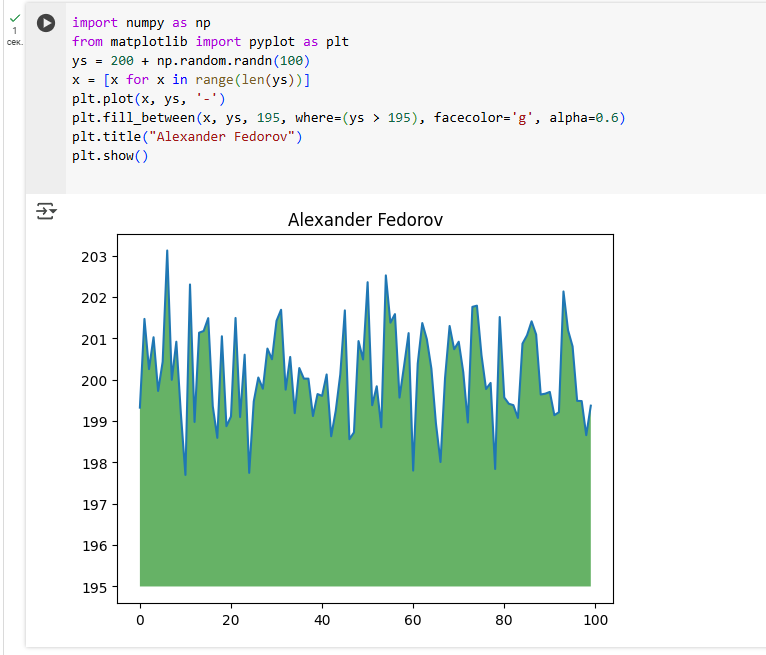 1
сек.
import numpy as np
from matplotlib import pyplot as plt
ys = 200 + np.random.randn(100)
x = [x for x in range(len(ys))]
plt.plot(x, ys, '-')
plt.fill_between(x, ys, 195, where=(ys > 195), facecolor='g', alpha=0.6)
plt.title("Alexander Fedorov")
plt.show()
Alexander Fedorov
203
202
201
200
199
198
197
196
195
0 20 40 60 80 100